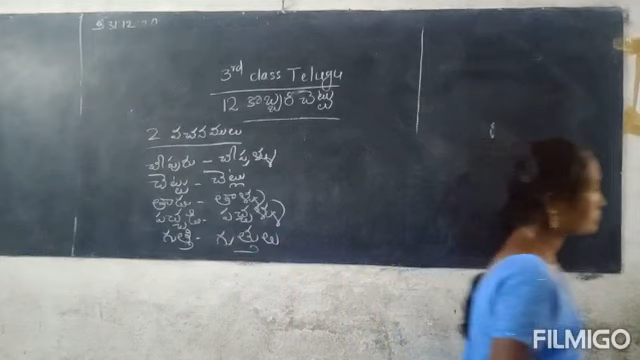 3rd class Telugu
12 కొబ్బరి చెట్టు
2 వచనములు
చీపురు - చీపుళ్ళు
చెట్టు - చెట్లు
తాడు - తాళ్ళు
పచ్చడి - పచ్చళ్ళు
గుత్తి - గుత్తులు
FILMIGO